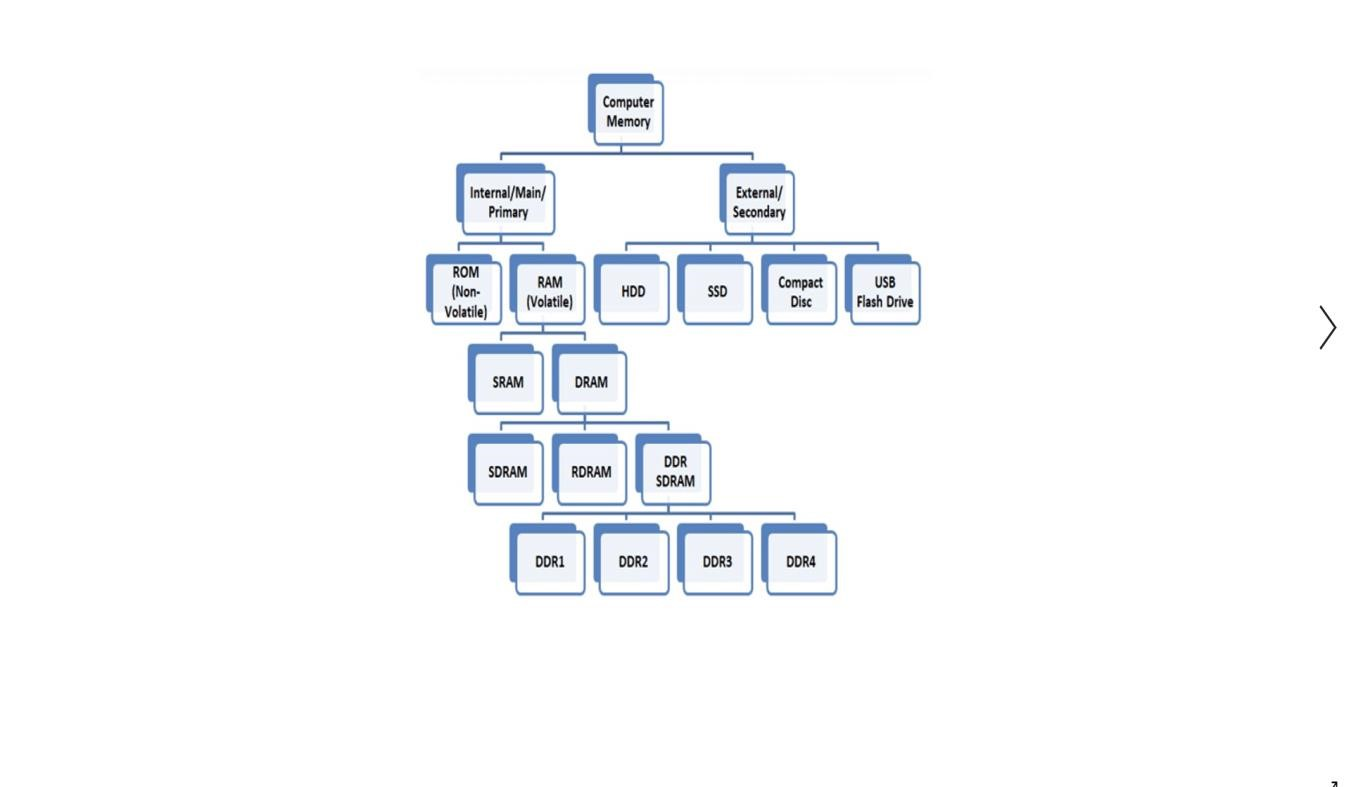 Computer
Memory
Internal/Main/
Primary
External/
Secondary
ROM
(Non-
Volatile)
RAM
(Volatile)
HDD
SSD
Compact
Disc
USB
Flash Drive
SRAM
DRAM
SDRAM
RDRAM
DDR
SDRAM
DDR1
DDR2
DDR3
DDR4